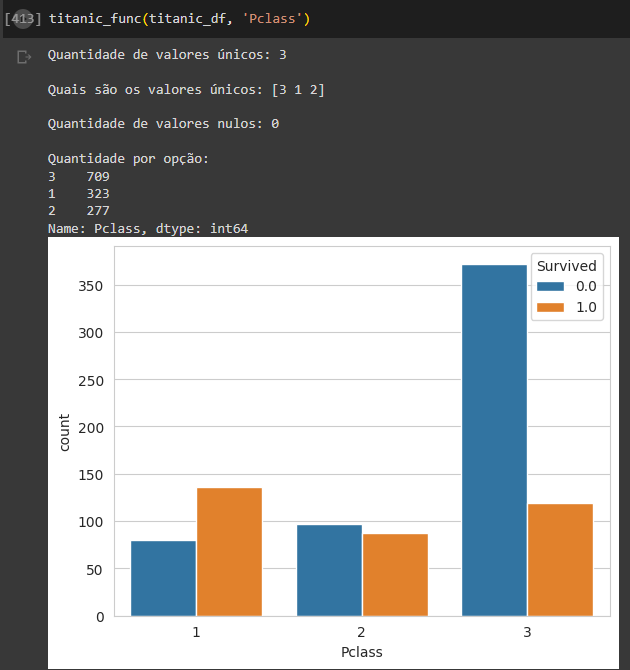 [413] titanic_func(titanic_df, 'Pclass')
Quantidade de valores únicos: 3
Quais são os valores únicos: [3 1 2]
Quantidade de valores nulos: 0
Quantidade por opção:
3    709
1    323
2    277
Name: Pclass, dtype: int64
Survived
0.0
1.0
350
300
250
200
150
100
50
0
count
1 2 3
Pclass